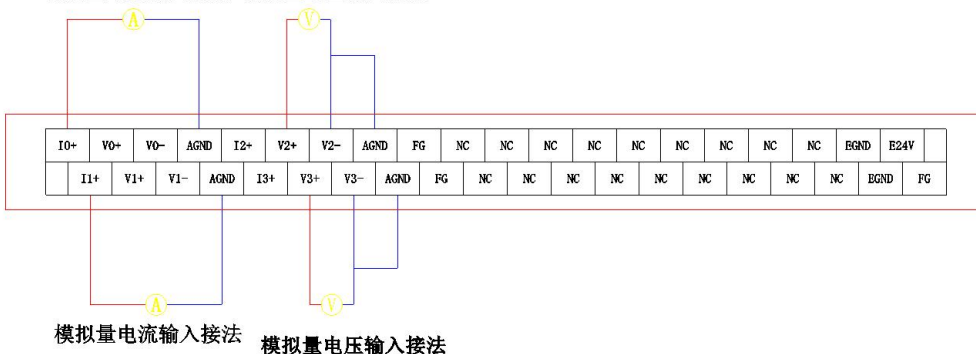 A
V
I0+ V0+ V0- AGND I2+ V2+ V2- AGND FG NC NC NC NC NC NC NC NC NC EGND E24V
I1+ V1+ V1- AGND I3+ V3+ V3- AGND FG NC NC NC NC NC NC NC NC NC EGND FG
A
V
模拟量电流输入接法
模拟量电压输入接法